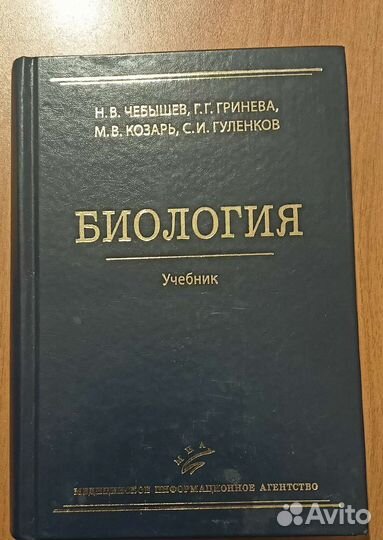 Н.В. ЧЕБЫШЕВ, Г.Г. ГРИНЕВА,
М.В. КОЗАРЬ, С.И. ГУЛЕНКОВ
БИОЛОГИЯ
Учебник
МИА
МЕДИЦИНСКОЕ ИНФОРМАЦИОННОЕ АГЕНТСТВО
Avito